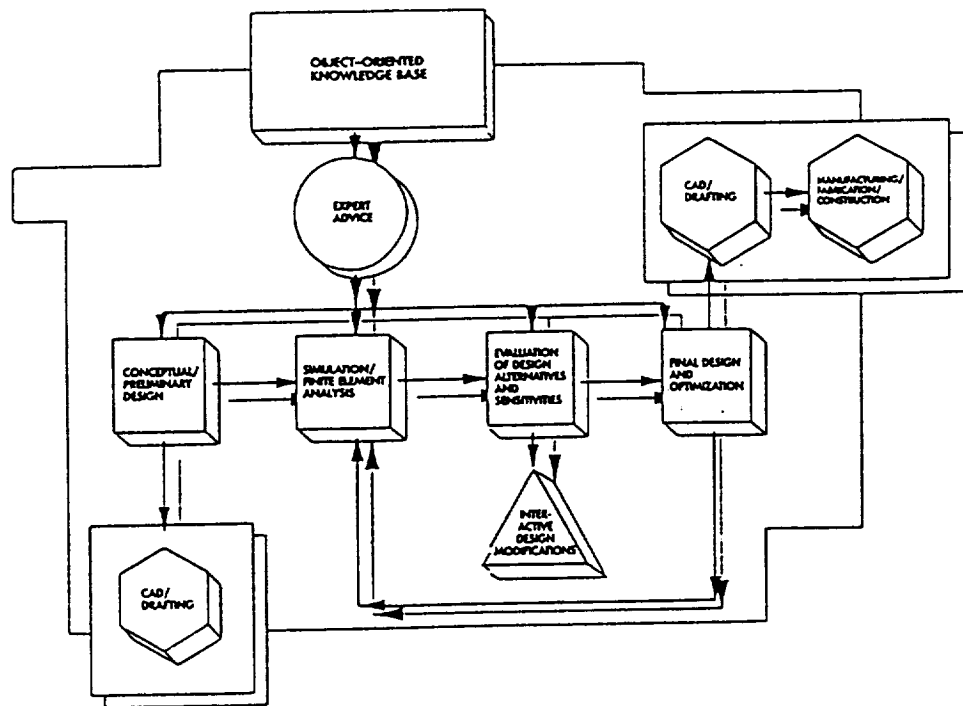 OBJECT-ORIENTED
KNOWLEDGE BASE
EXPERT
ADVICE
CAD/
DRAFTING
MANUFACTURING/
FABRICATION/
CONSTRUCTION
CONCEPTUAL/
PRELIMINARY
DESIGN
SIMULATION/
FINITE ELEMENT
ANALYSIS
EVALUATION
OF DESIGN
ALTERNATIVES
AND
SENSITIVITIES
FINAL DESIGN
AND
OPTIMIZATION
INTER-
ACTIVE
DESIGN
MODIFICATIONS
CAD/
DRAFTING